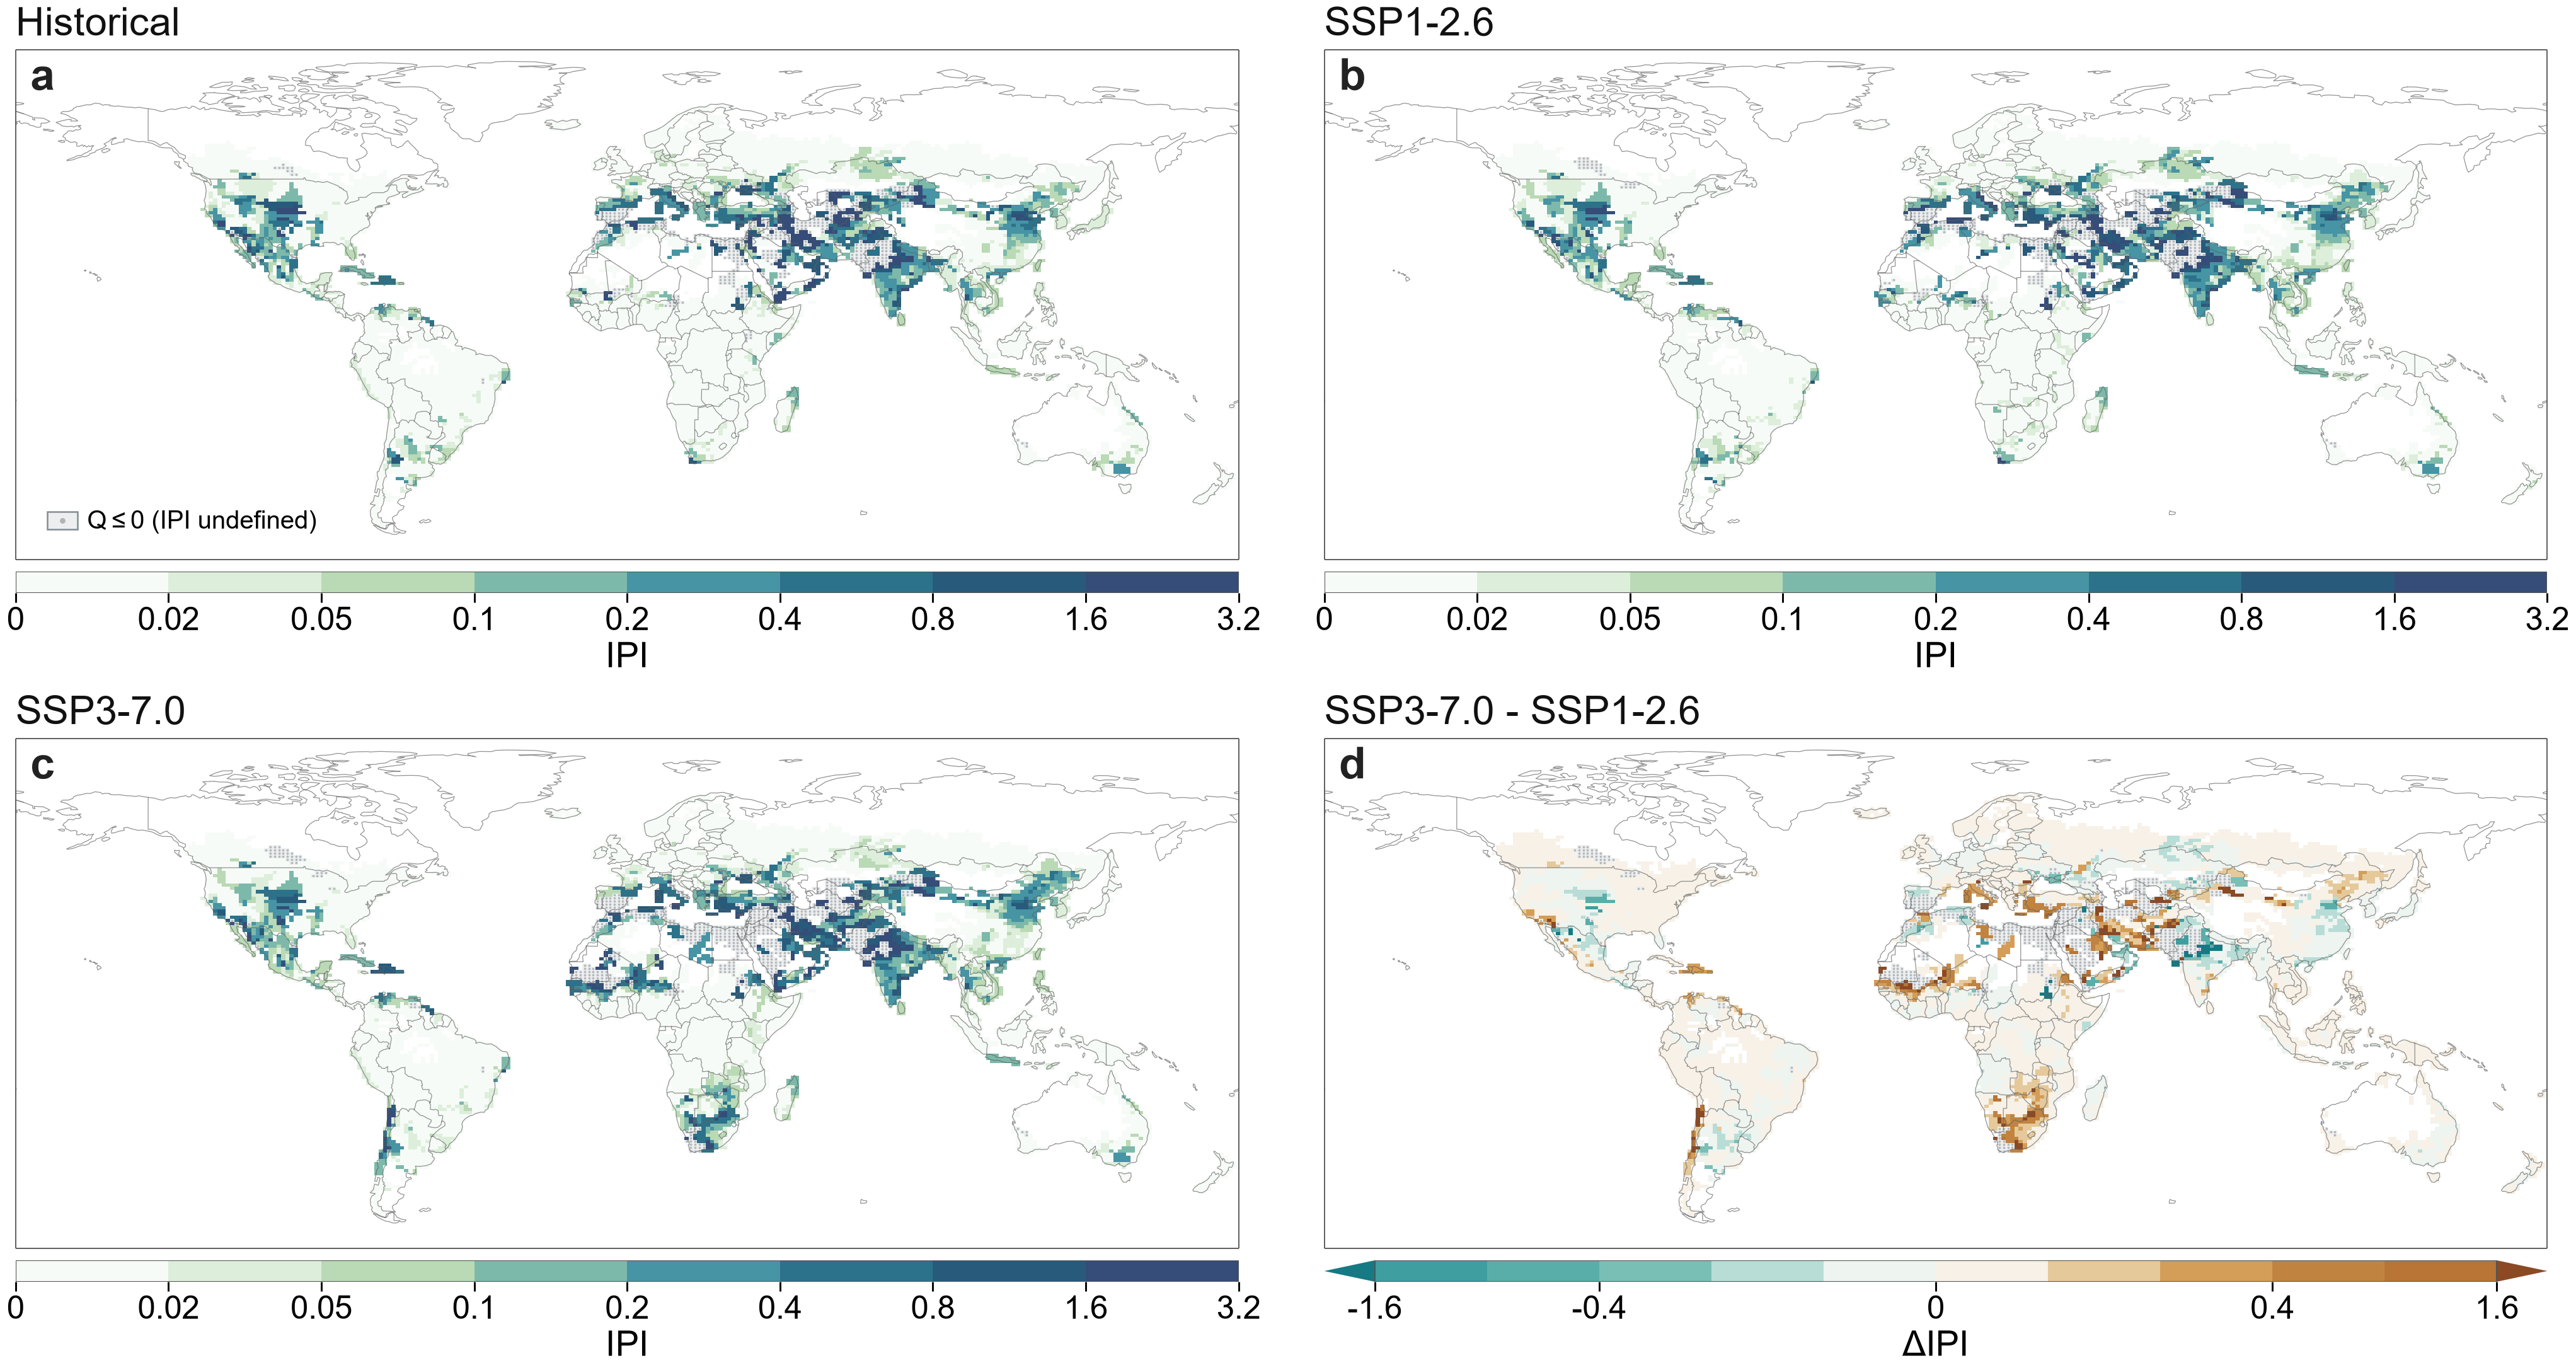 Historical
a
Q ≤ 0 (IPI undefined)
0 0.02 0.05 0.1 0.2 0.4 0.8 1.6 3.2
IPI
SSP1-2.6
b
0 0.02 0.05 0.1 0.2 0.4 0.8 1.6 3.2
IPI
SSP3-7.0
c
0 0.02 0.05 0.1 0.2 0.4 0.8 1.6 3.2
IPI
SSP3-7.0 - SSP1-2.6
d
-1.6 -0.4 0 0.4 1.6
ΔIPI